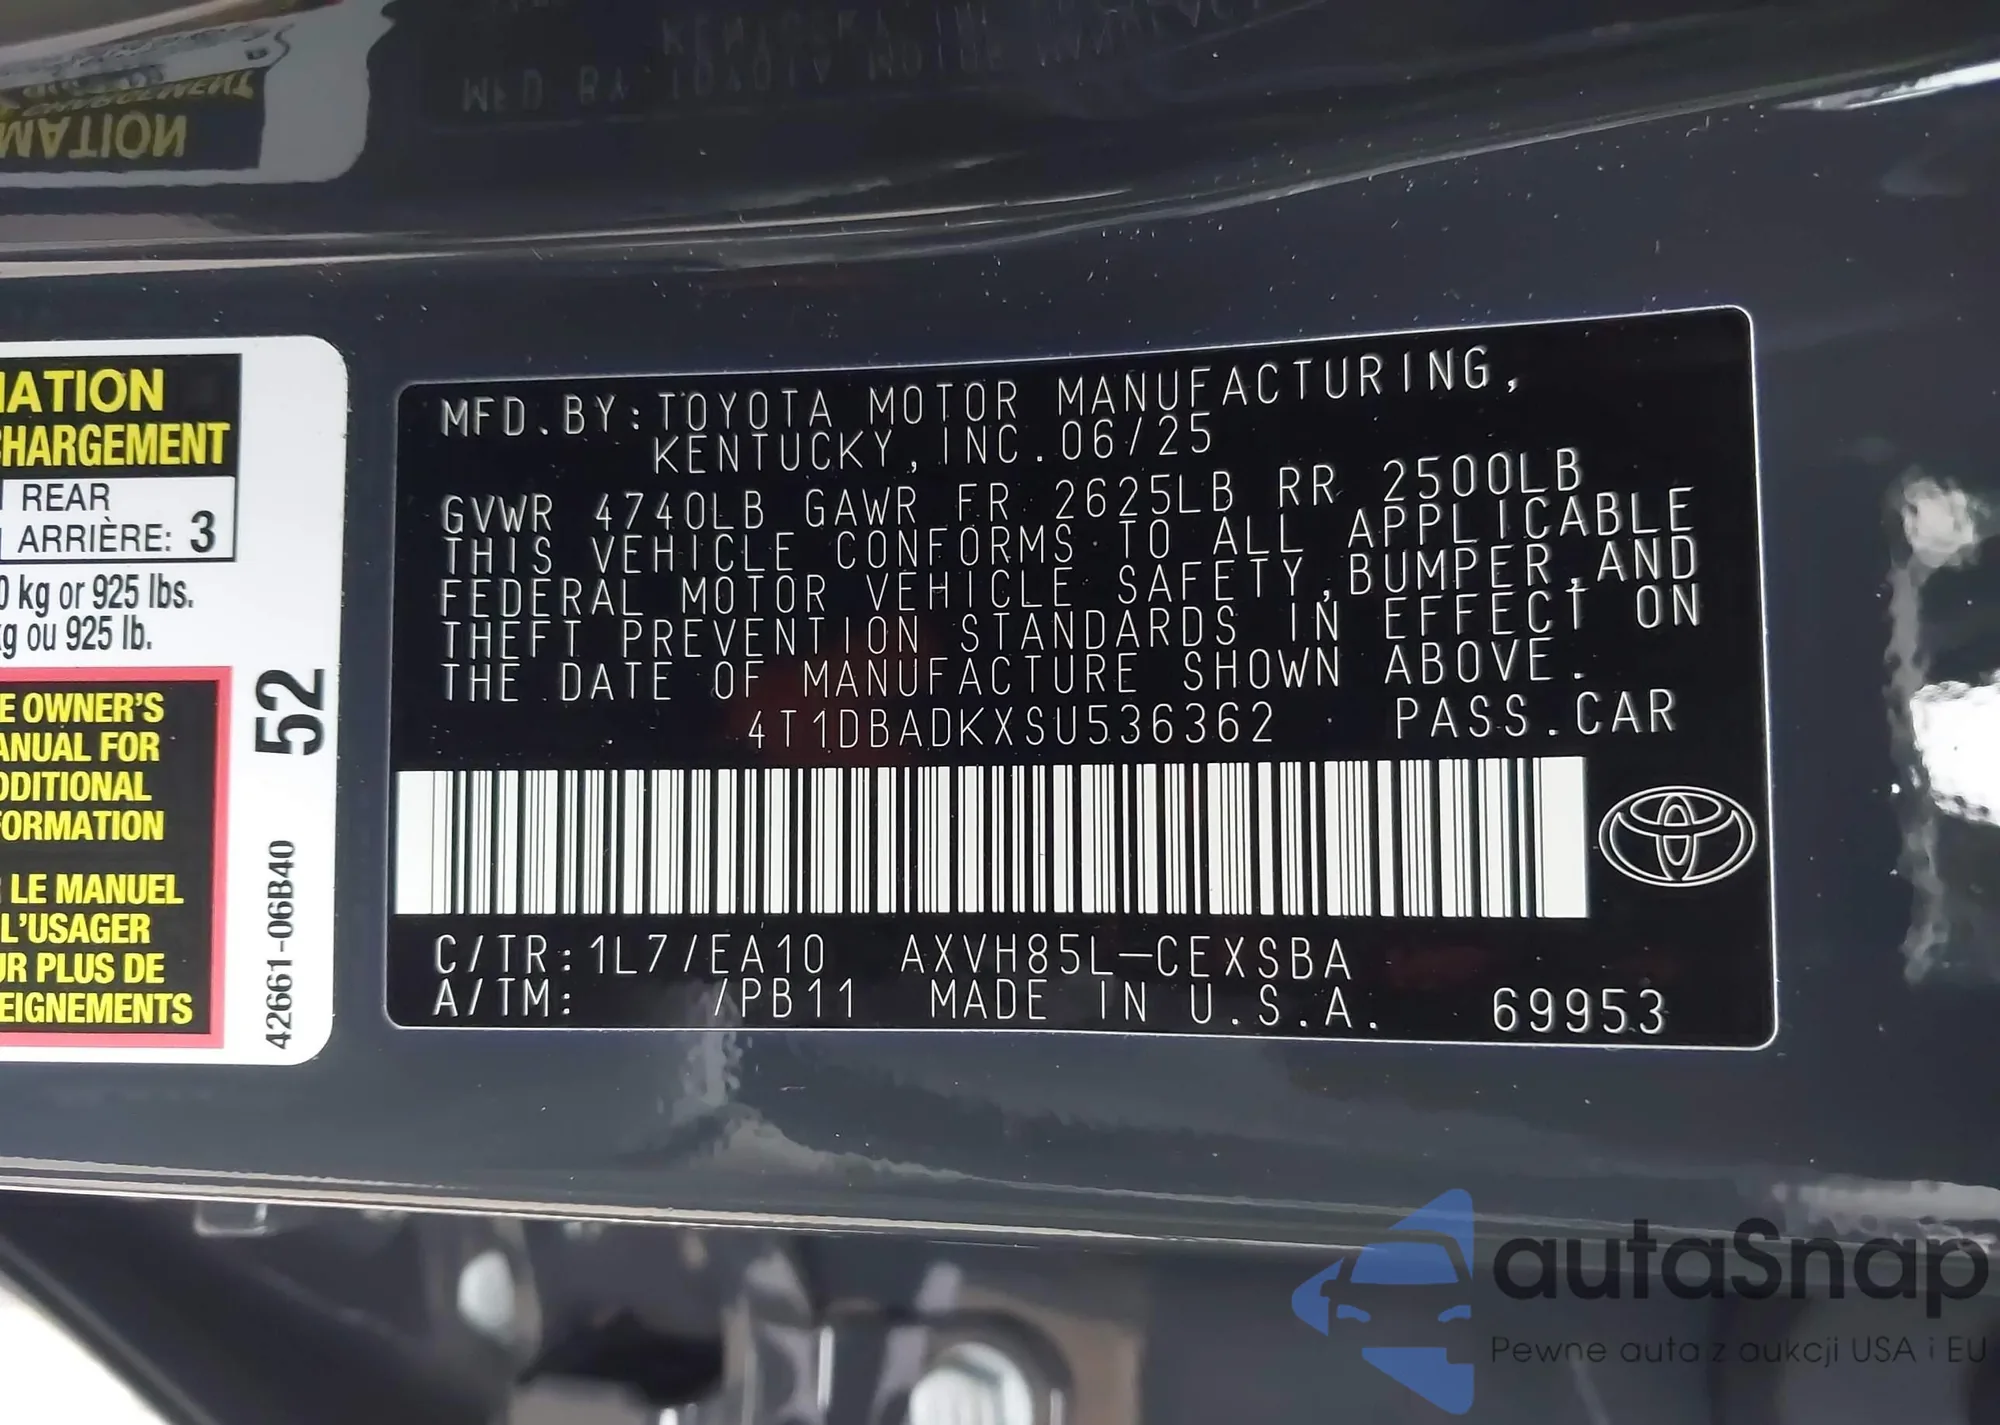 MATION
IATION
CHARGEMENT
REAR
ARRIÈRE: 3
0 kg or 925 lbs.
kg ou 925 lb.
E OWNER'S
ANUAL FOR
DDITIONAL
FORMATION
LE MANUEL
L'USAGER
UR PLUS DE
EIGNEMENTS
52
42661-06B40
MFD.BY:TOYOTA MOTOR MANUFACTURING,
KENTUCKY, INC. 06/25
GVWR 4740LB GAWR FR 2625LB RR 2500LB
THIS VEHICLE CONFORMS TO ALL APPLICABLE
FEDERAL MOTOR VEHICLE SAFETY, BUMPER, AND
THEFT PREVENTION STANDARDS IN EFFECT ON
THE DATE OF MANUFACTURE SHOWN ABOVE.
4T1DBADKXSU536362 PASS.CAR
C/TR:1L7/EA10 AXVH85L-CEXSBA
A/TM: /PB11 MADE IN U.S.A. 69953
autoSnap
Pewne auta z aukcji USA i EU